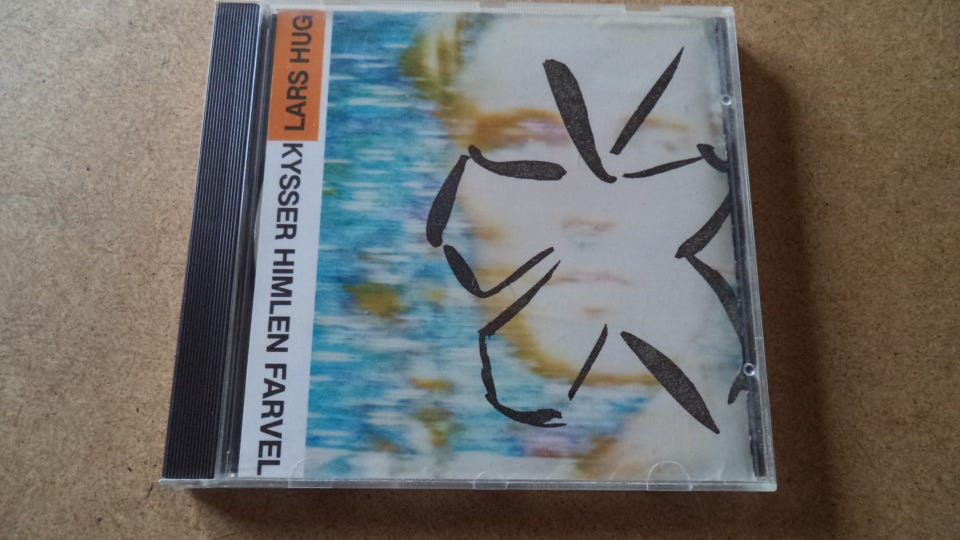 LARS HUG
KYSSER HIMLEN FARVEL